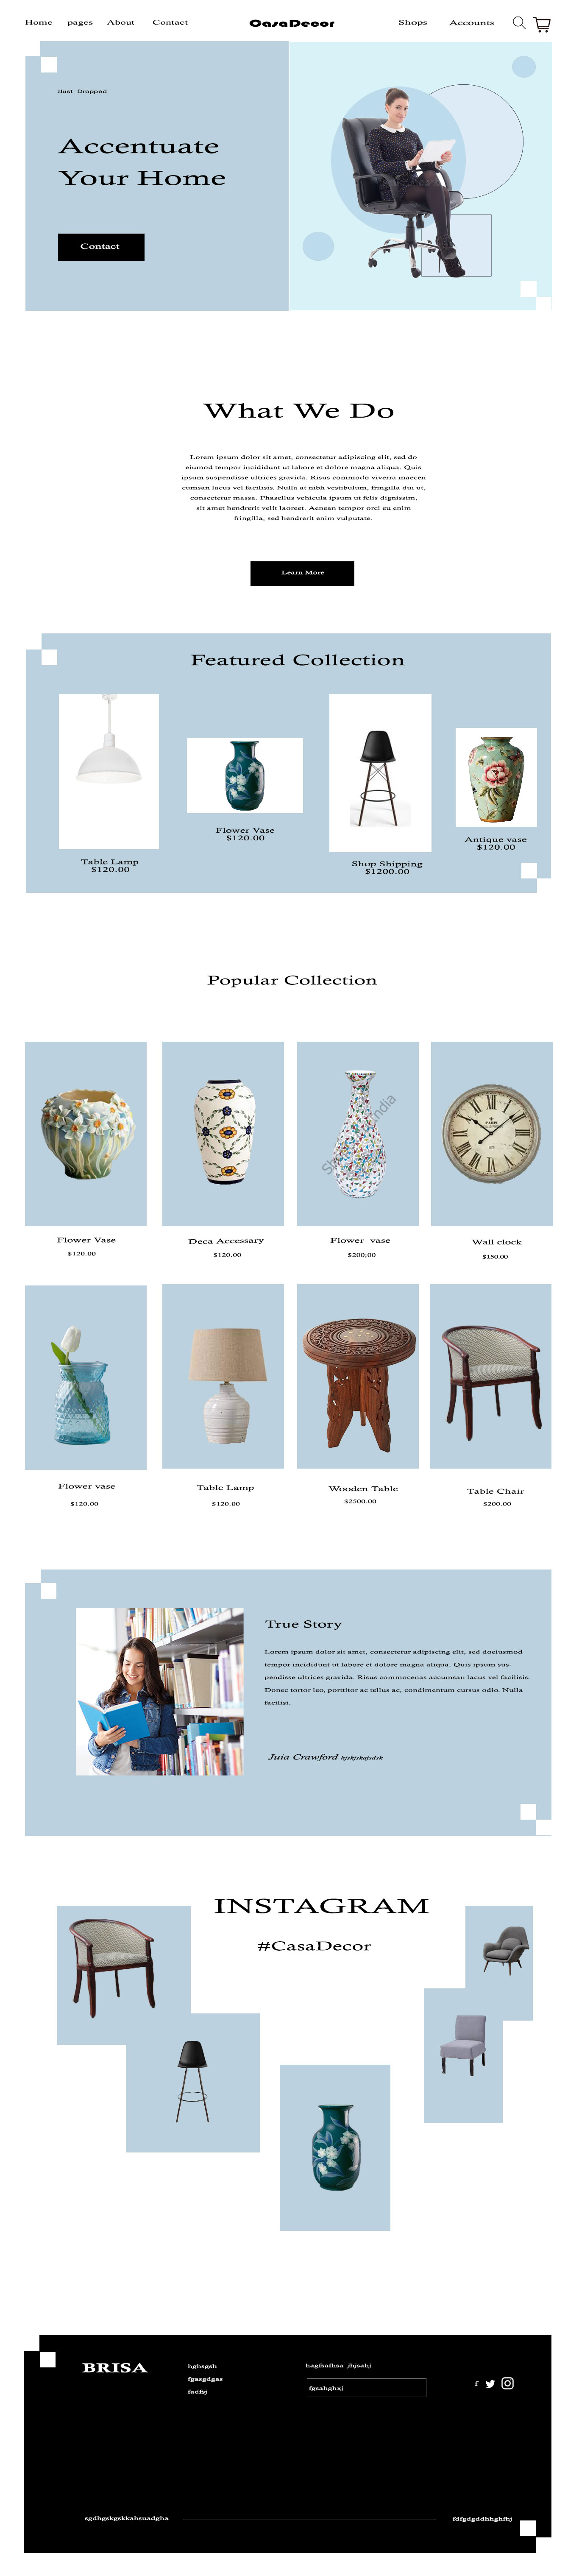 Home pages About Contact CasaDecor Shops Accounts
Just Dropped
Accentuate
Your Home
Contact
What We Do
Lorem ipsum dolor sit amet, consectetur adipiscing elit, sed do
eiusmod tempor incididunt ut labore et dolore magna aliqua. Quis
ipsum suspendisse ultrices gravida. Risus commodo viverra maecen
cumsan lacus vel facilisis. Nulla at nibh vestibulum, fringilla dui ut,
consectetur massa. Phasellus vehicula ipsum ut felis dignissim,
sit amet hendrerit velit laoreet. Aenean tempor orci eu enim
fringilla, sed hendrerit enim vulputate.
Learn More
Featured Collection
Flower Vase
$120.00
Antique vase
$120.00
Table Lamp
$120.00
Shop Shipping
$1200.00
Popular Collection
PARIS
Flower Vase
$120.00
Deca Accessary
$120.00
Flower vase
$200;00
Wall clock
$150.00
Flower vase
$120.00
Table Lamp
$120.00
Wooden Table
$2500.00
Table Chair
$200.00
True Story
Lorem ipsum dolor sit amet, consectetur adipiscing elit, sed doeiusmod
tempor incididunt ut labore et dolore magna aliqua. Quis ipsum sus-
pendisse ultrices gravida. Risus commocenas accumsan lacus vel facilisis.
Donec tortor leo, porttitor ac tellus ac, condimentum cursus odio. Nulla
facilisi.
Juia Crawford hjskjskajsdsk
INSTAGRAM
#CasaDecor
BRISA
hghsgsh
fgasgdgas
fadfsj
hagfsafhsa jhjsahj
fgsahghxj
sgdhgskgskkahsuadgha
fdfgdgddhhghfhj